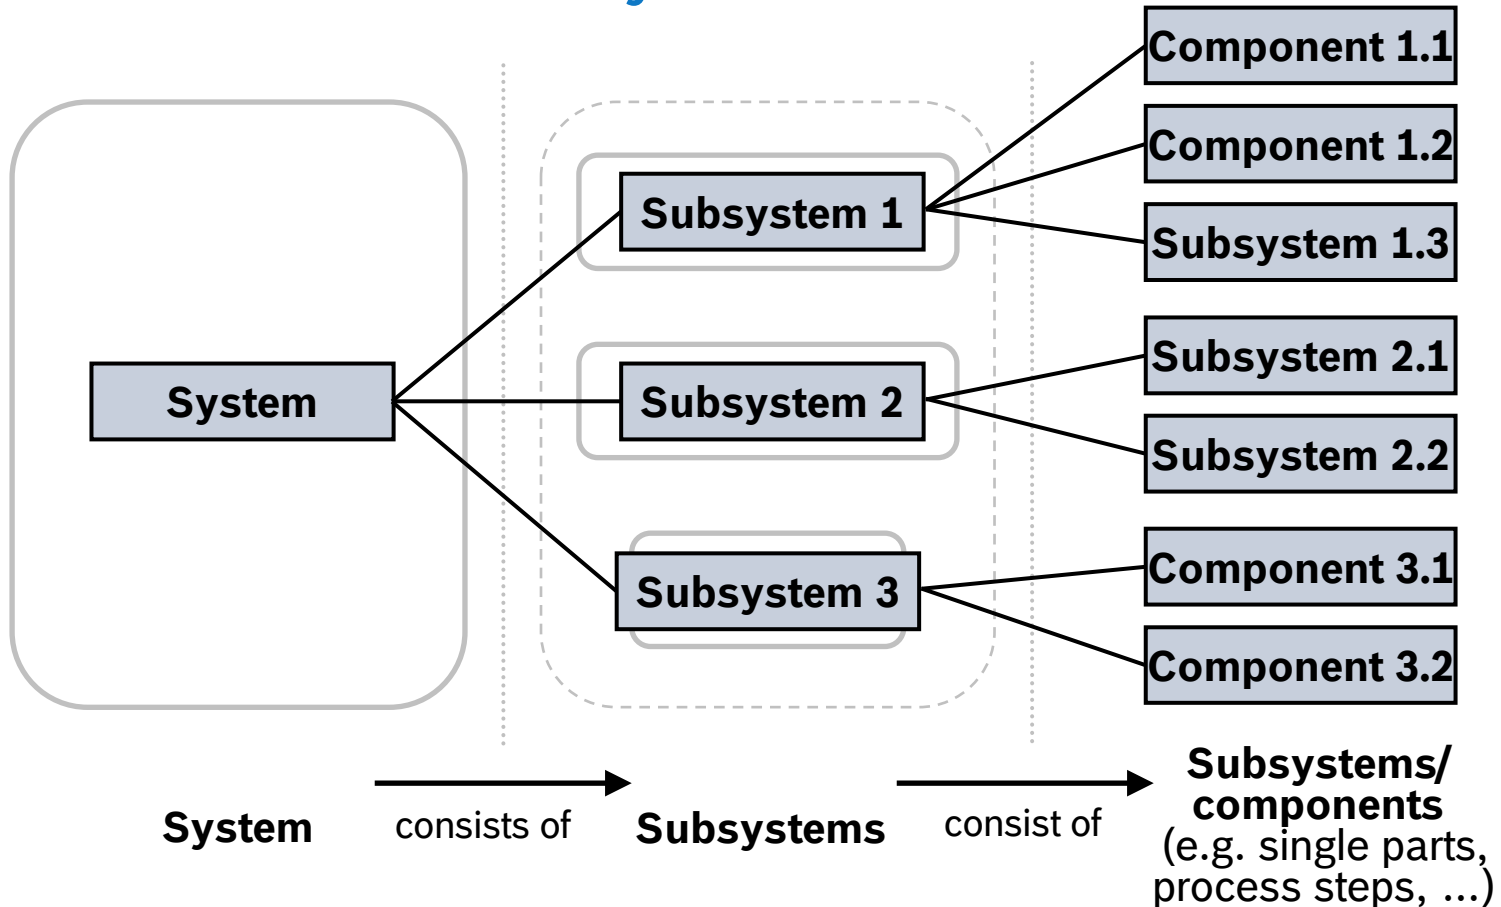 Component 1.1
Component 1.2
Subsystem 1
Subsystem 1.3
Subsystem 2.1
System
Subsystem 2
Subsystem 2.2
Component 3.1
Subsystem 3
Component 3.2
System
consists of
Subsystems
consist of
Subsystems/
components
(e.g. single parts,
process steps, ...)